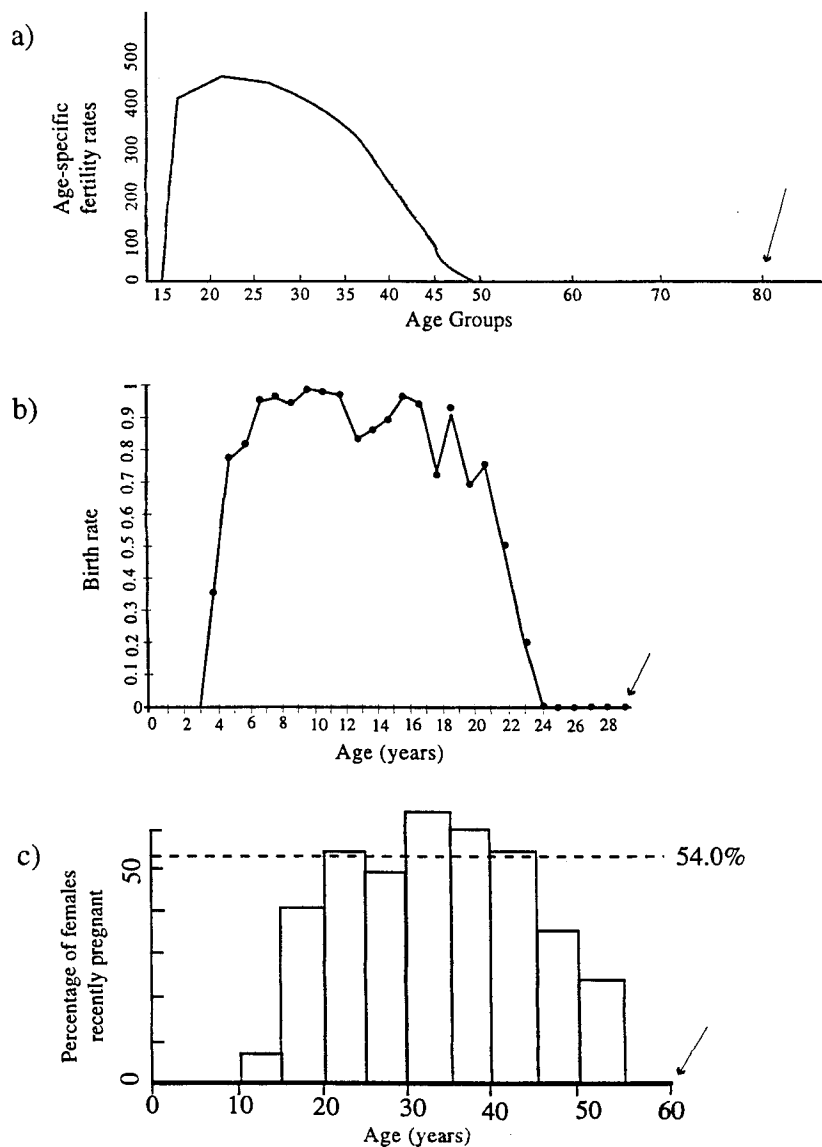 a)
Age-specific
fertility rates
500
400
300
200
100
0
15 20 25 30 35 40 45 50 60 70 80
Age Groups
b)
Birth rate
1
0.9
0.8
0.7
0.6
0.5
0.4
0.3
0.2
0.1
0
0 2 4 6 8 10 12 14 16 18 20 22 24 26 28
Age (years)
c)
Percentage of females
recently pregnant
50
0
54.0%
0 10 20 30 40 50 60
Age (years)